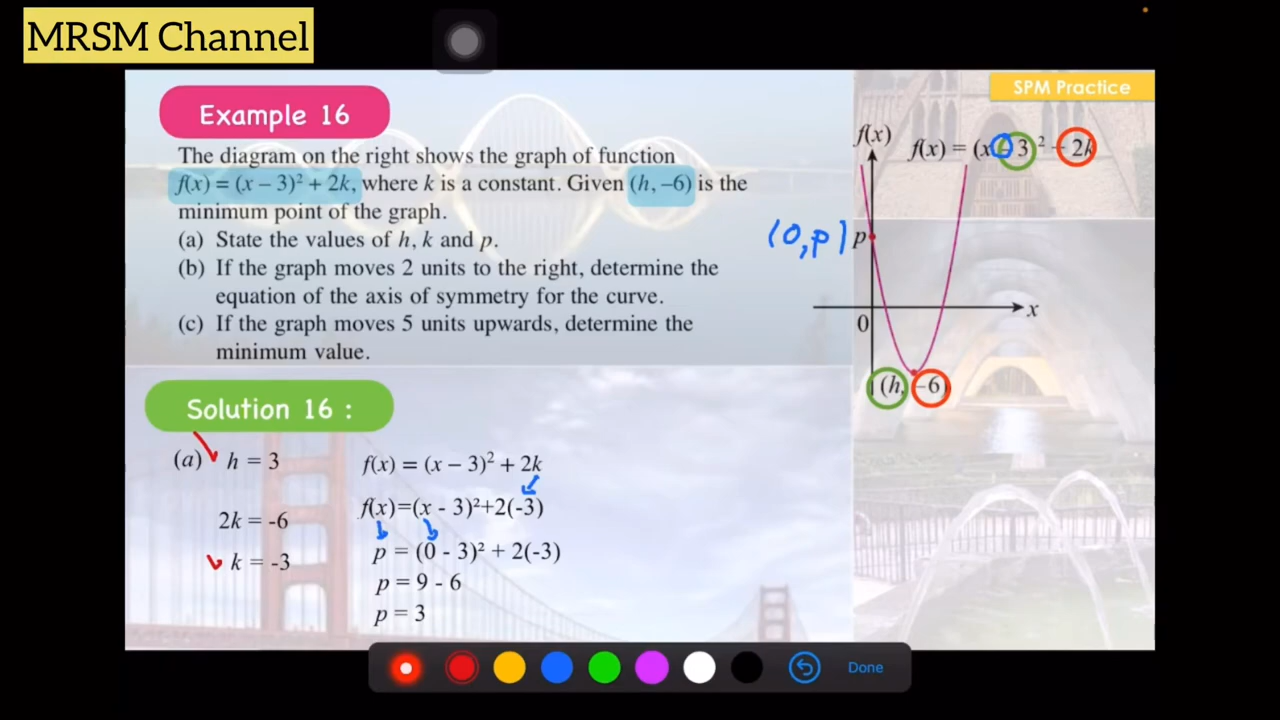 MRSM Channel
SPM Practice
Example 16
The diagram on the right shows the graph of function
f(x) = (x – 3)² + 2k, where k is a constant. Given (h, –6) is the
minimum point of the graph.
(a) State the values of h, k and p.
(b) If the graph moves 2 units to the right, determine the
equation of the axis of symmetry for the curve.
(c) If the graph moves 5 units upwards, determine the
minimum value.
f(x)
f(x) = (x – 3)² + 2k
(0,p)
p
0
x
(h, –6)
Solution 16 :
(a) h = 3
2k = -6
k = -3
f(x) = (x – 3)² + 2k
f(x)=(x - 3)²+2(-3)
p = (0 - 3)² + 2(-3)
p = 9 - 6
p = 3
Done